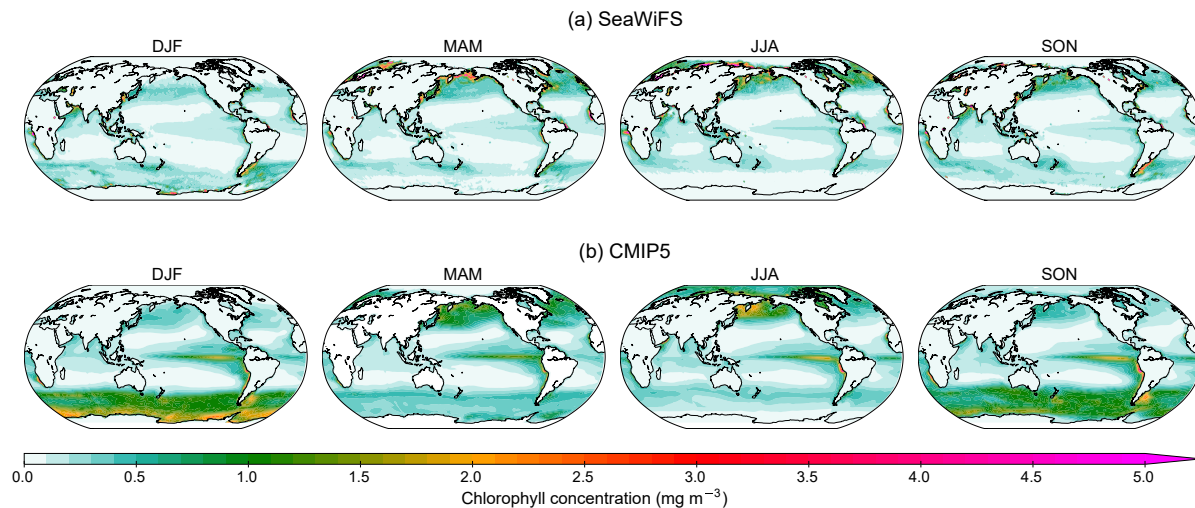 (a) SeaWiFS
DJF MAM JJA SON
(b) CMIP5
DJF MAM JJA SON
0.0 0.5 1.0 1.5 2.0 2.5 3.0 3.5 4.0 4.5 5.0
Chlorophyll concentration (mg m⁻³)